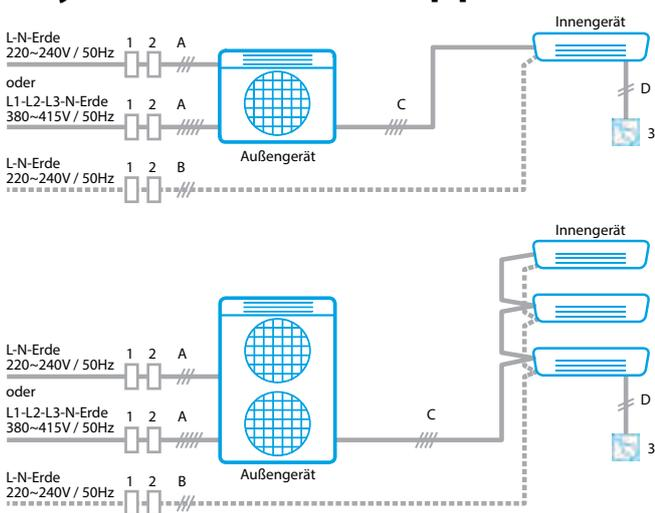 Innengerät
L-N-Erde 1 2 A
220~240V / 50Hz
oder
L1-L2-L3-N-Erde 1 2 A C D
380~415V / 50Hz
3
Außengerät
L-N-Erde 1 2 B
220~240V / 50Hz
Innengerät
L-N-Erde 1 2 A
220~240V / 50Hz
oder
L1-L2-L3-N-Erde 1 2 A C D
380~415V / 50Hz
3
Außengerät
L-N-Erde 1 2 B
220~240V / 50Hz